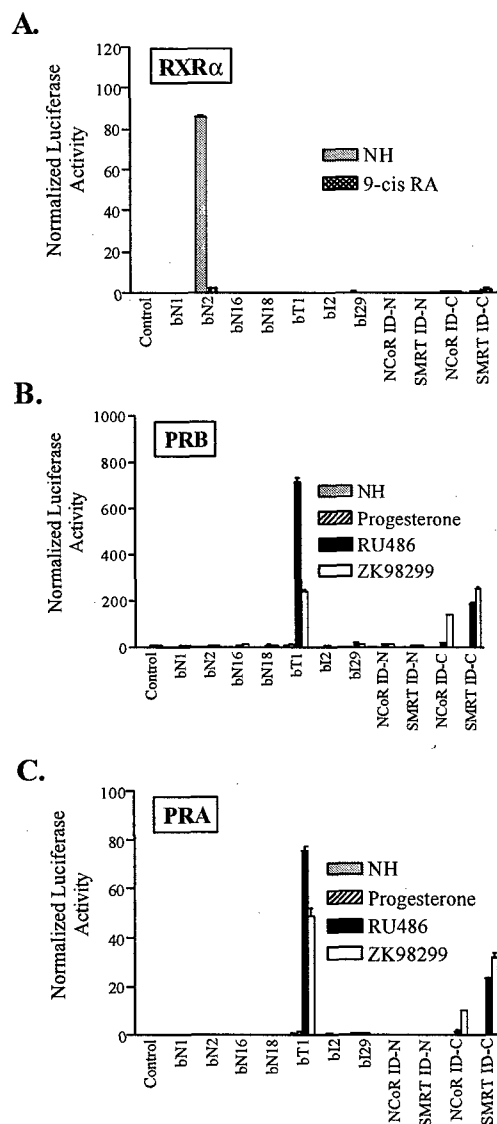 A.
RXRα
Normalized Luciferase
Activity
120
100
80
60
40
20
0
NH
9-cis RA
Control
bN1
bN2
bN16
bN18
bT1
bI2
bI29
NCoR ID-N
SMRT ID-N
NCoR ID-C
SMRT ID-C
B.
PRB
Normalized Luciferase
Activity
1000
800
600
400
200
0
NH
Progesterone
RU486
ZK98299
Control
bN1
bN2
bN16
bN18
bT1
bI2
bI29
NCoR ID-N
SMRT ID-N
NCoR ID-C
SMRT ID-C
C.
PRA
Normalized Luciferase
Activity
100
80
60
40
20
0
NH
Progesterone
RU486
ZK98299
Control
bN1
bN2
bN16
bN18
bT1
bI2
bI29
NCoR ID-N
SMRT ID-N
NCoR ID-C
SMRT ID-C